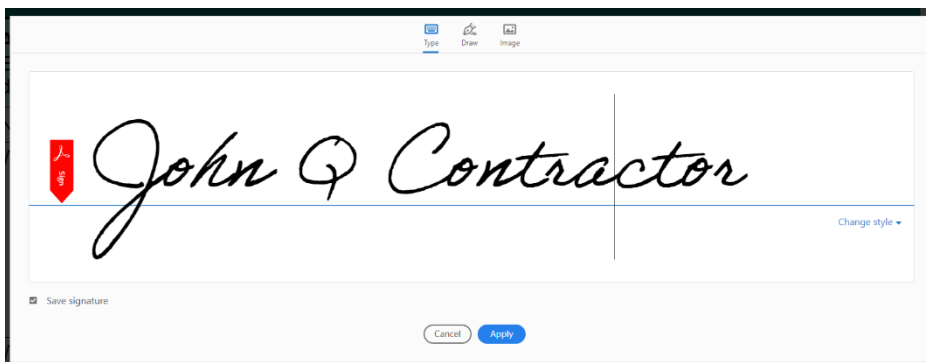 Type Draw Image
Sign
John Q Contractor
Change style
Save signature
Cancel Apply